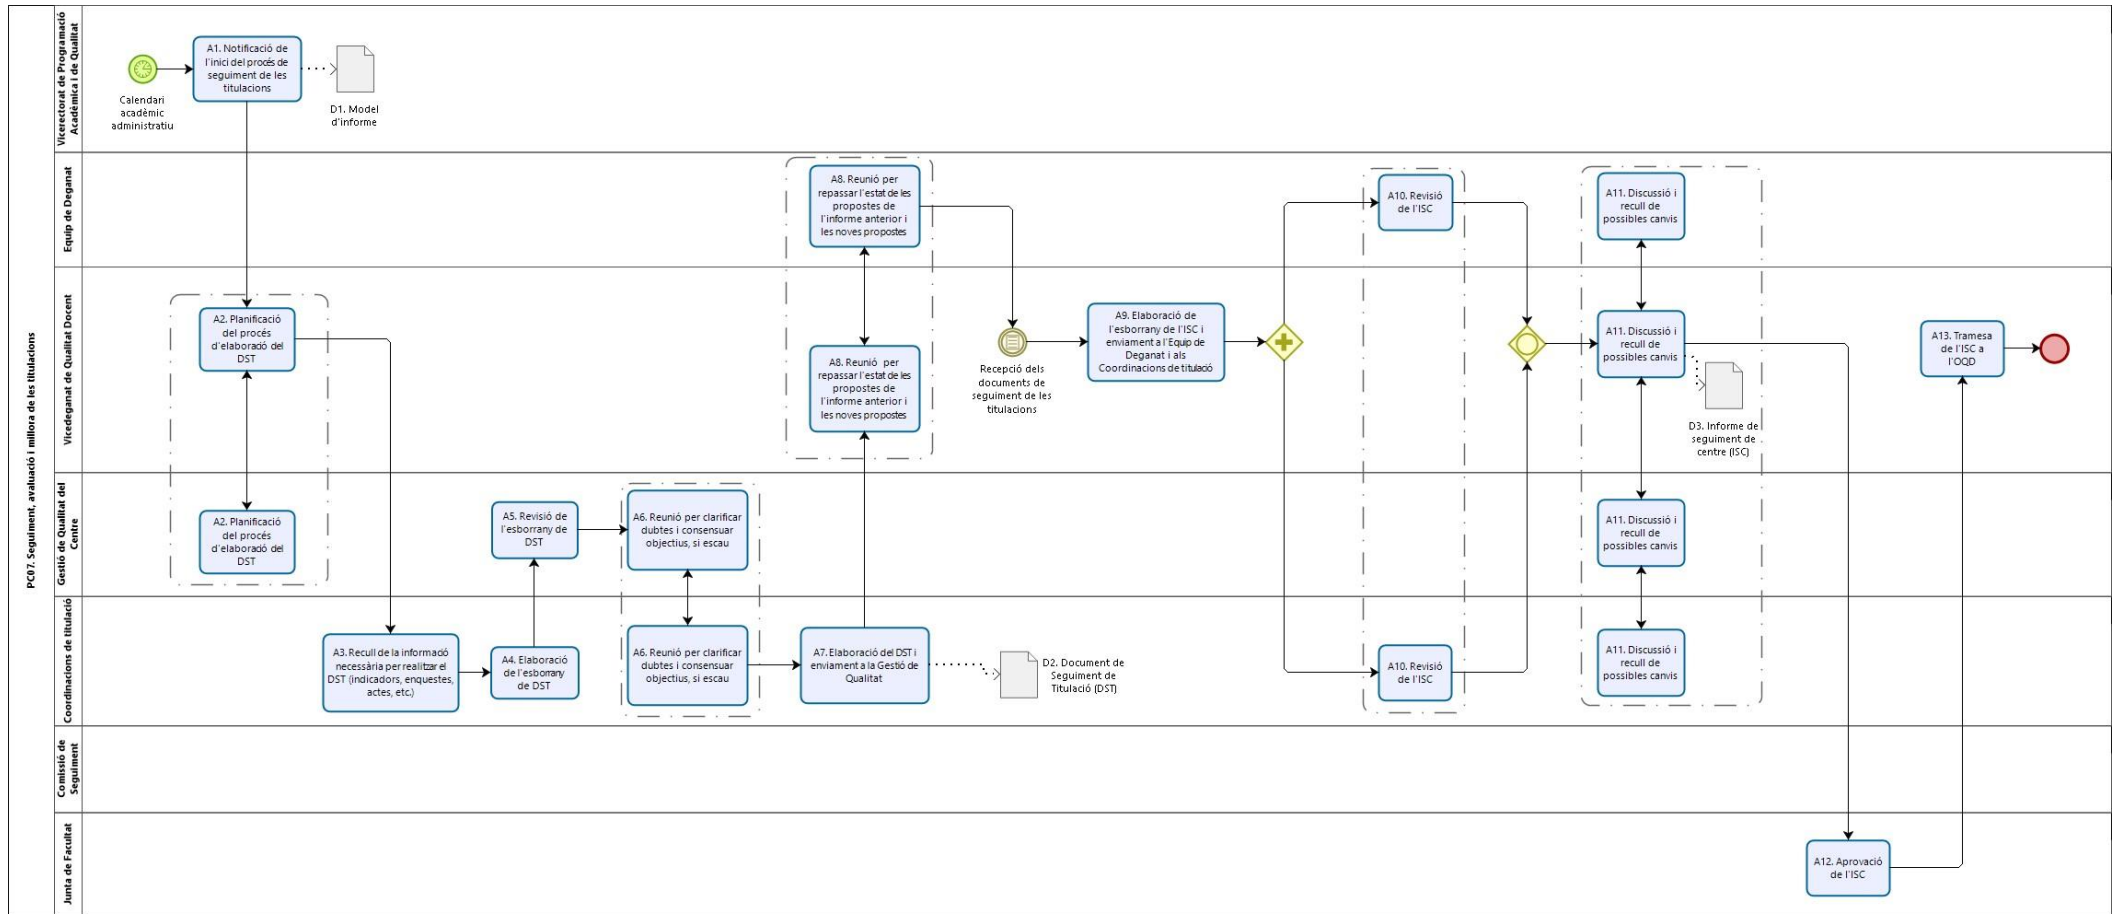 PC07. Seguiment, avaluació i millora de les titulacions
Vicerectorat de Programació
Acadèmica i de Qualitat
Calendari
acadèmic
administratiu
A1. Notificació de
l'inici del procés de
seguiment de les
titulacions
D1. Model
d'informe
Equip de Deganat
A8. Reunió per
repassar l'estat de les
propostes de
l'informe anterior i
les noves propostes
A10. Revisió
de l'ISC
A11. Discussió i
recull de
possibles canvis
Vicedeganat de Qualitat Docent
A2. Planificació
del procés
d'elaboració del
DST
A8. Reunió per
repassar l'estat de les
propostes de
l'informe anterior i
les noves propostes
Recepció dels
documents de
seguiment de les
titulacions
A9. Elaboració de
l'esborrany de l'ISC i
enviament a l'Equip de
Deganat i als
Coordinacions de titulació
A11. Discussió i
recull de
possibles canvis
D3. Informe de
seguiment de
centre (ISC)
A13. Tramesa
de l'ISC a
l'OQD
Gestió de Qualitat del
Centre
A2. Planificació
del procés
d'elaboració del
DST
A5. Revisió de
l'esborrany de
DST
A6. Reunió per clarificar
dubtes i consensuar
objectius, si escau
A11. Discussió i
recull de
possibles canvis
Coordinacions de titulació
A3. Recull de la informació
necessària per realitzar el
DST (indicadors, enquestes,
actes, etc.)
A4. Elaboració
de l'esborrany
de DST
A6. Reunió per clarificar
dubtes i consensuar
objectius, si escau
A7. Elaboració del DST i
enviament a la Gestió de
Qualitat
D2. Document de
Seguiment de
Titulació (DST)
A10. Revisió
de l'ISC
A11. Discussió i
recull de
possibles canvis
Comissió de
Seguiment
Junta de Facultat
A12. Aprovació
de l'ISC